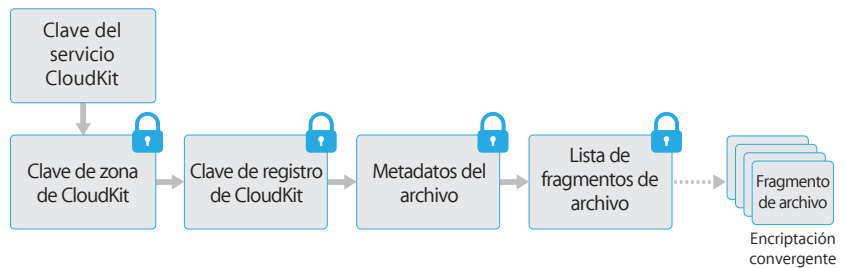 Clave del
servicio
CloudKit
Clave de zona
de CloudKit
Clave de registro
de CloudKit
Metadatos del
archivo
Lista de
fragmentos de
archivo
Fragmento
de archivo
Encriptación
convergente